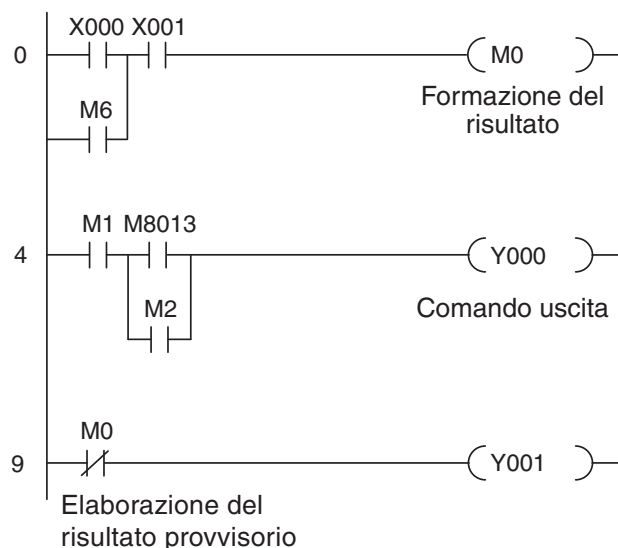 X000 X001
0 M0
Formazione del
risultato
M6
M1 M8013
4 Y000
M2
Comando uscita
M0
9 Y001
Elaborazione del
risultato provvisorio